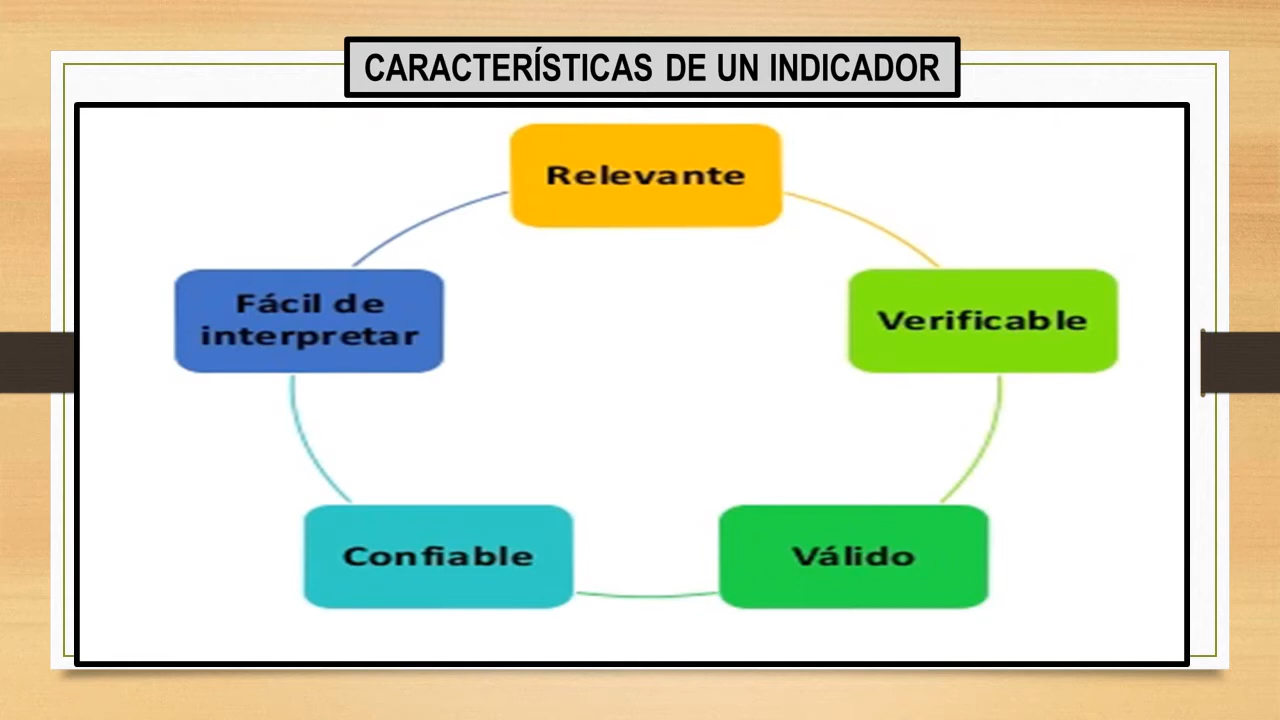 CARACTERÍSTICAS DE UN INDICADOR
Relevante
Verificable
Válido
Confiable
Fácil de
interpretar